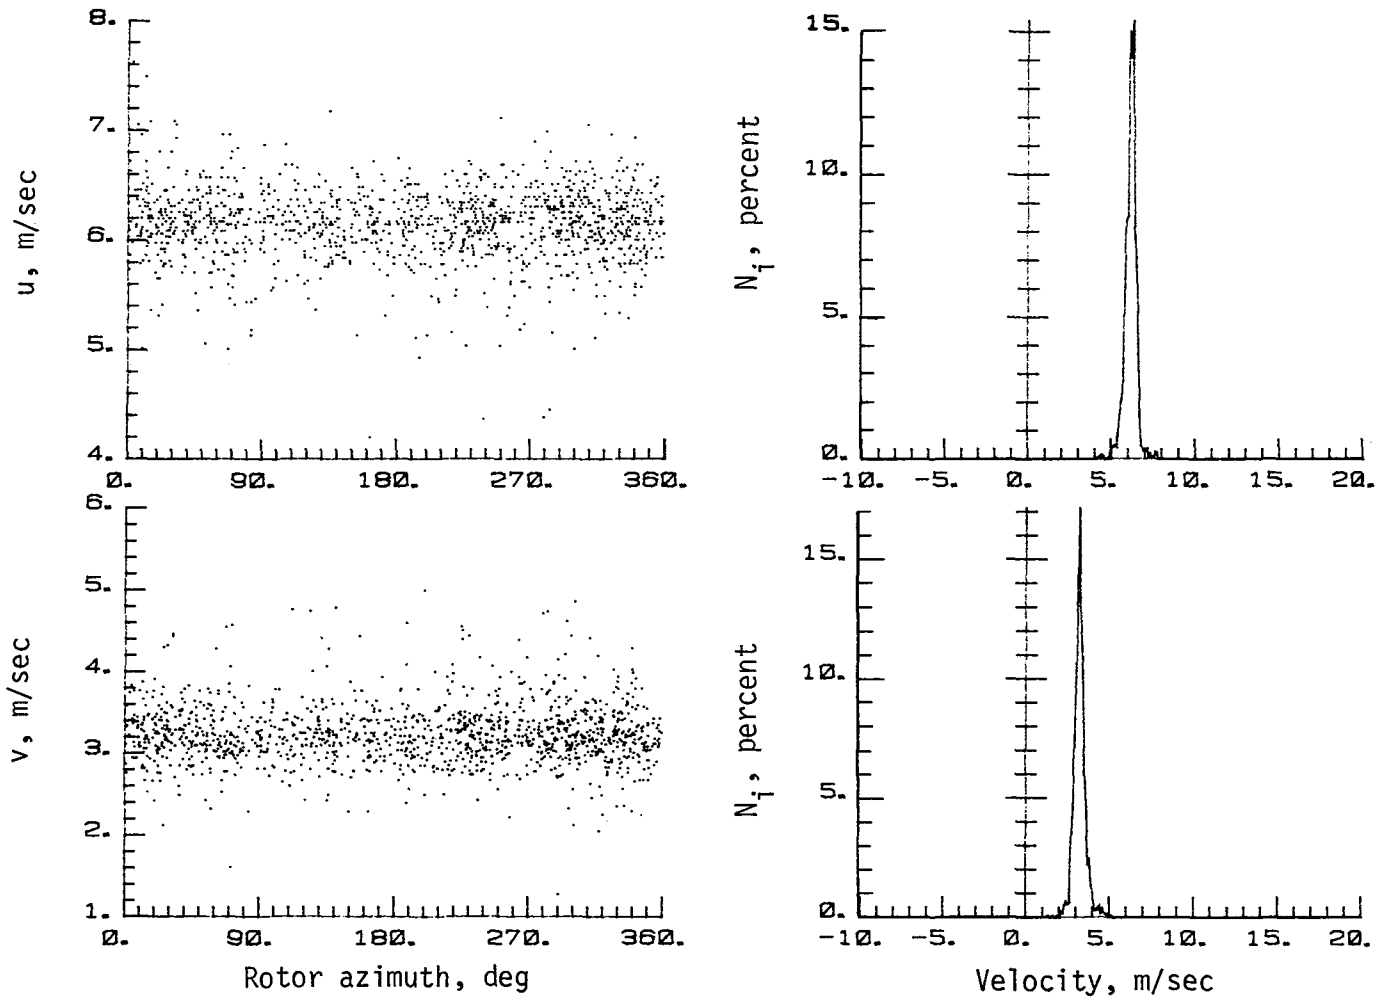 8.
7.
6.
5.
4.
u, m/sec
0. 90. 180. 270. 360.
15.
10.
5.
0.
N_i, percent
-10. -5. 0. 5. 10. 15. 20.
6.
5.
4.
3.
2.
1.
v, m/sec
0. 90. 180. 270. 360.
Rotor azimuth, deg
15.
10.
5.
0.
N_i, percent
-10. -5. 0. 5. 10. 15. 20.
Velocity, m/sec